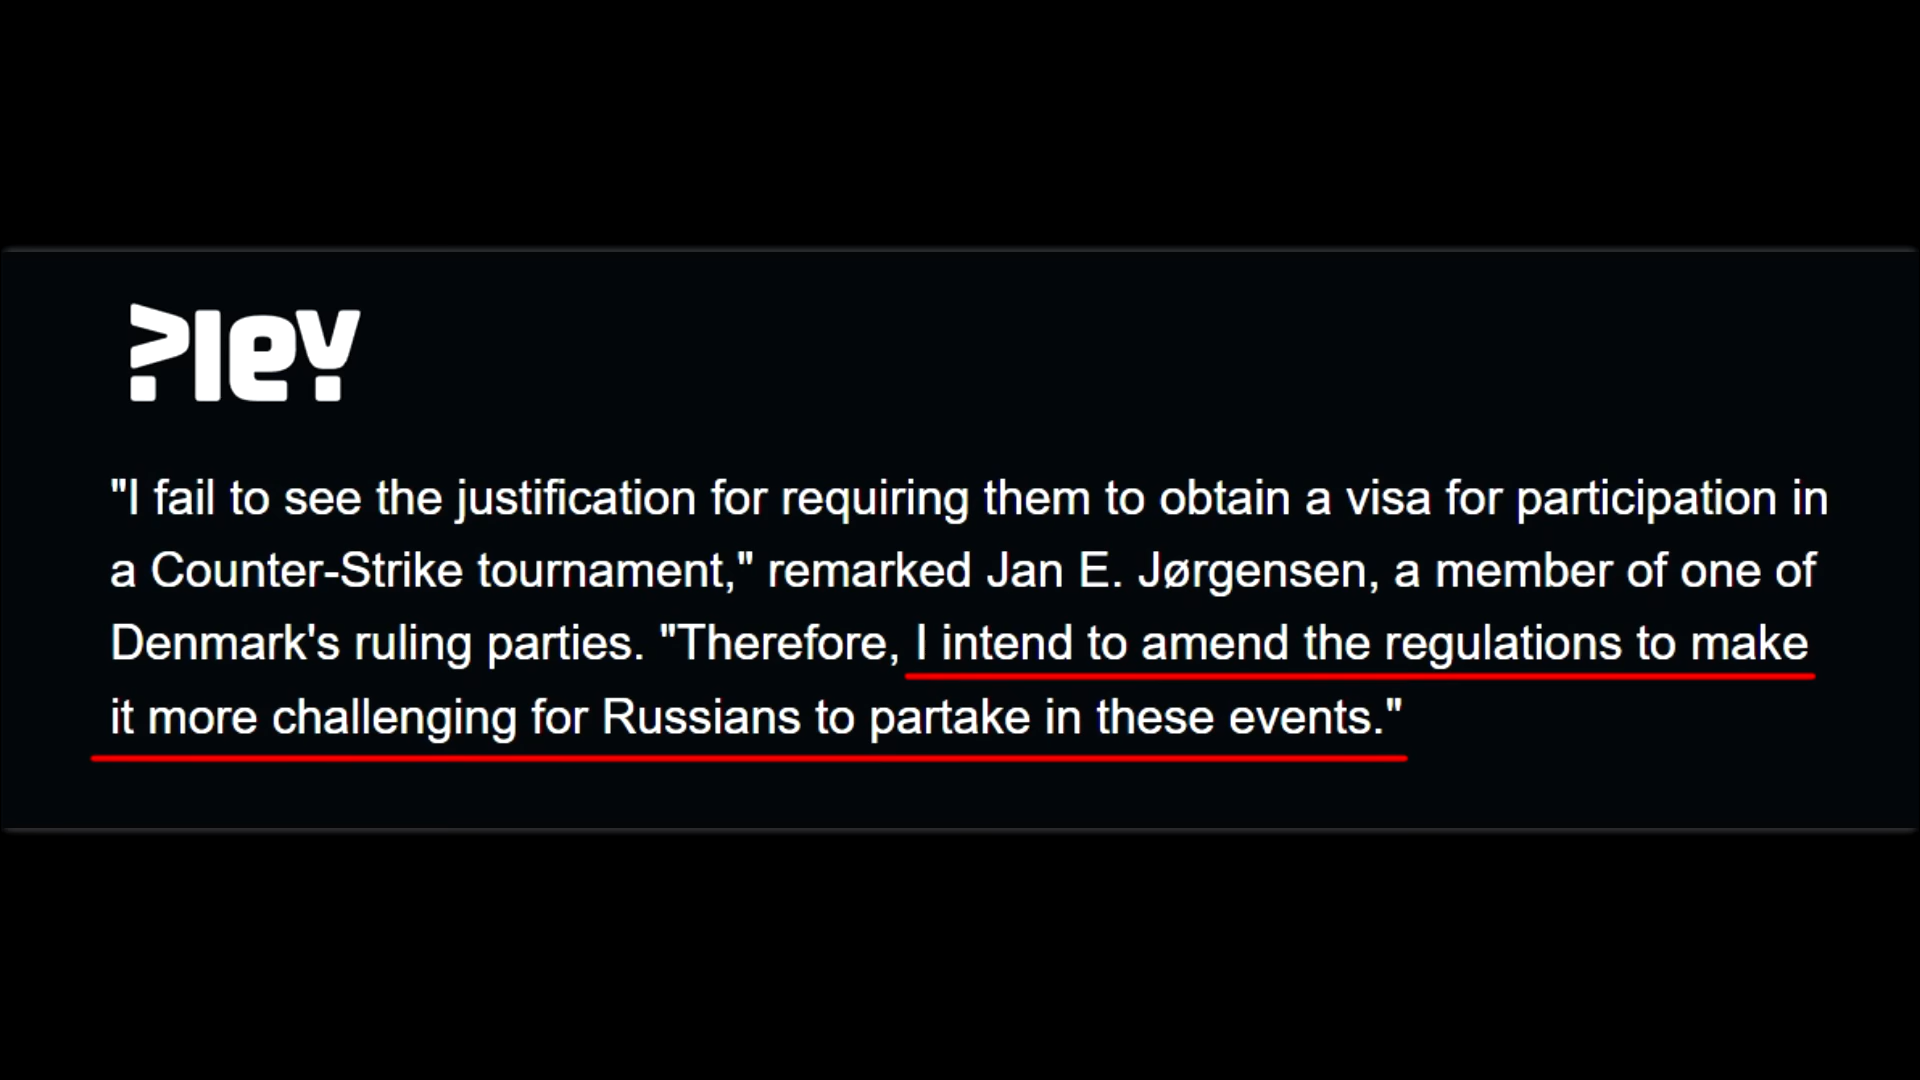 Pley
"I fail to see the justification for requiring them to obtain a visa for participation in
a Counter-Strike tournament," remarked Jan E. Jørgensen, a member of one of
Denmark's ruling parties. "Therefore, I intend to amend the regulations to make
it more challenging for Russians to partake in these events."